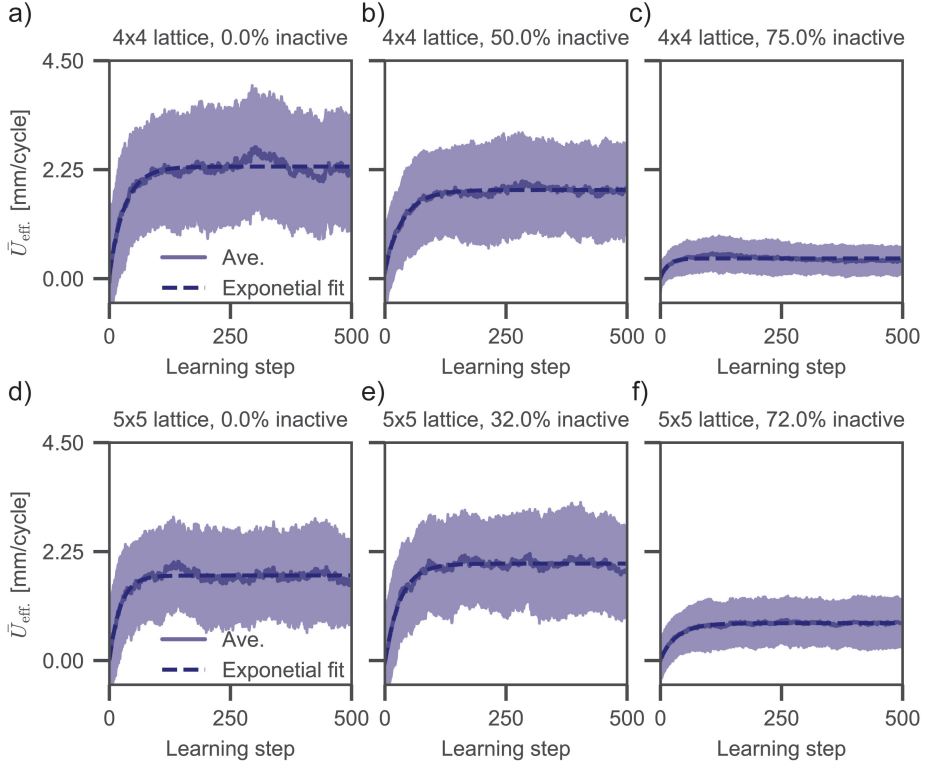 a)
b)
c)
4x4 lattice, 0.0% inactive
4x4 lattice, 50.0% inactive
4x4 lattice, 75.0% inactive
4.50
2.25
0.00
Ūeff. [mm/cycle]
Ave.
Exponetial fit
0
250
500
0
250
500
0
250
500
Learning step
Learning step
Learning step
d)
e)
f)
5x5 lattice, 0.0% inactive
5x5 lattice, 32.0% inactive
5x5 lattice, 72.0% inactive
4.50
2.25
0.00
Ūeff. [mm/cycle]
Ave.
Exponetial fit
0
250
500
0
250
500
0
250
500
Learning step
Learning step
Learning step